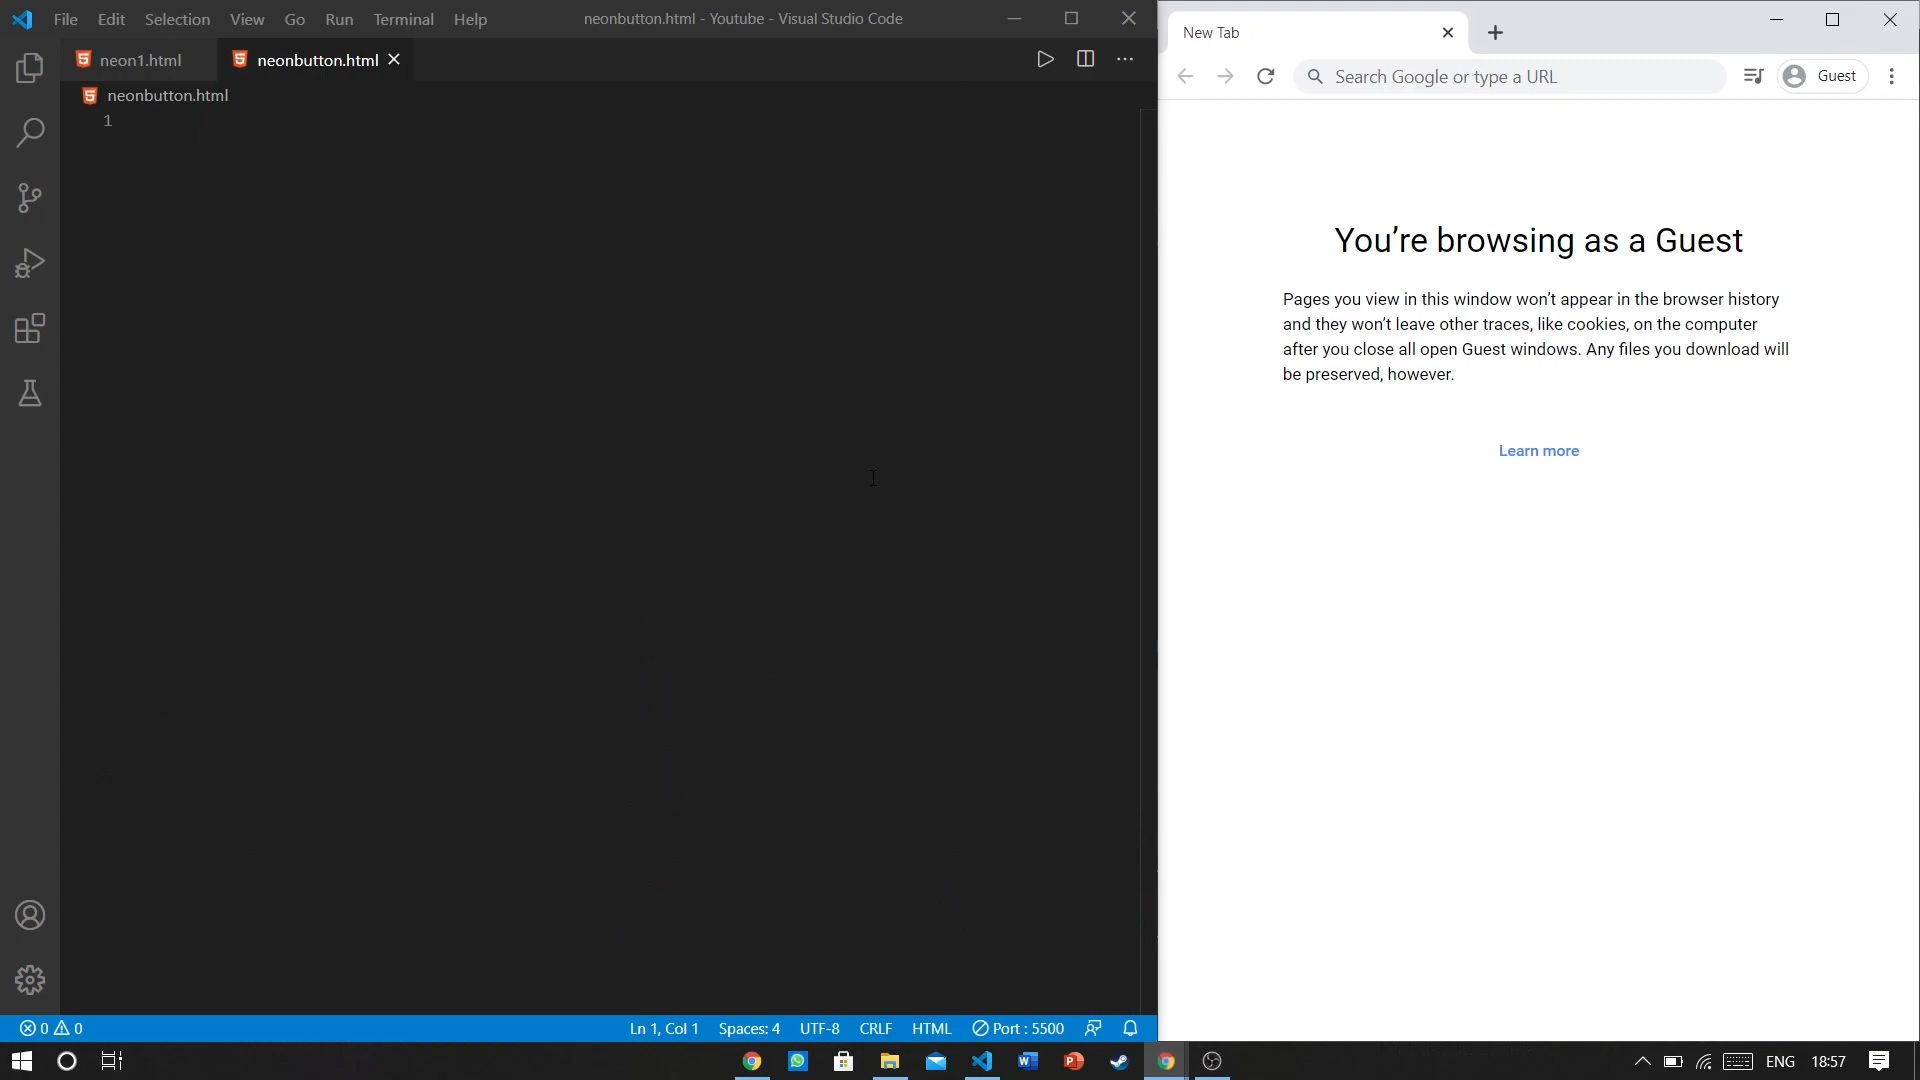 File Edit Selection View Go Run Terminal Help
neonbutton.html - Youtube - Visual Studio Code
neon1.html
neonbutton.html
neonbutton.html
1
Ln 1, Col 1
Spaces: 4
UTF-8
CRLF
HTML
Port : 5500
0 0
New Tab
Search Google or type a URL
Guest
You’re browsing as a Guest
Pages you view in this window won’t appear in the browser history
and they won’t leave other traces, like cookies, on the computer
after you close all open Guest windows. Any files you download will
be preserved, however.
Learn more
ENG
18:57